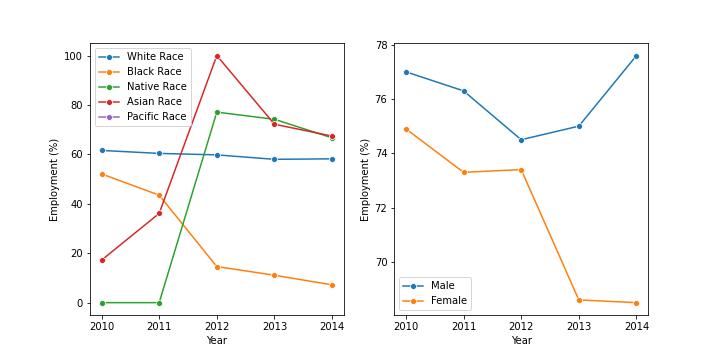 White Race
Black Race
Native Race
Asian Race
Pacific Race
100
80
60
40
20
0
Employment (%)
2010 2011 2012 2013 2014
Year
78
76
74
72
70
Employment (%)
Male
Female
2010 2011 2012 2013 2014
Year